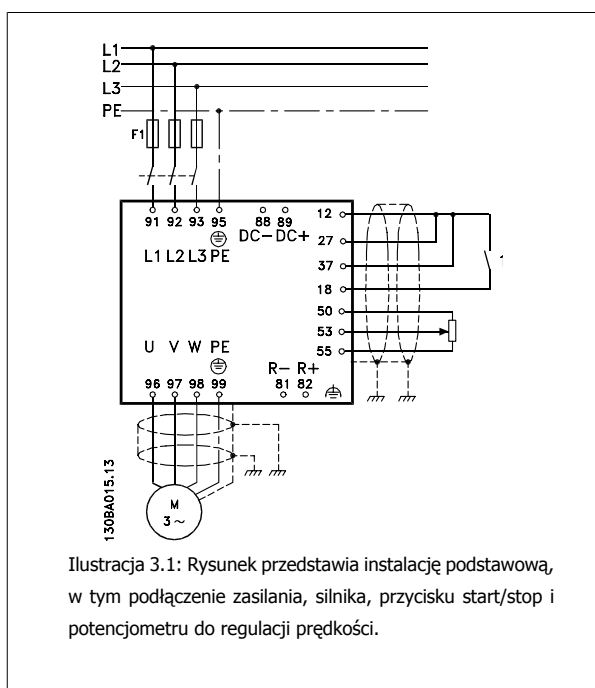 L1
L2
L3
PE
F1
91 92 93 95 88 89
DC- DC+
L1 L2 L3 PE
12
27
37
18
50
53
55
U V W PE
R- R+
96 97 98 99 81 82
M
3~
130BA015.13
Ilustracja 3.1: Rysunek przedstawia instalację podstawową,
w tym podłączenie zasilania, silnika, przycisku start/stop i
potencjometru do regulacji prędkości.